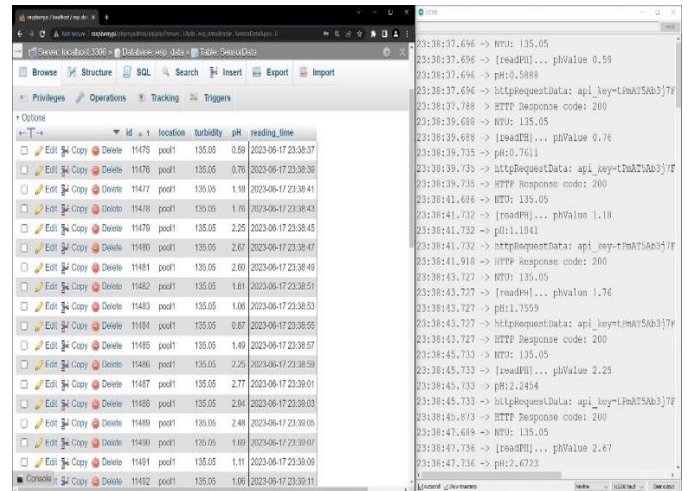 Server: localhost:3306 » Database: esp_data » Table: SensorData
Browse Structure SQL Search Insert Export Import
Privileges Operations Tracking Triggers
+ Options
id 1 location turbidity pH reading_time
Edit Copy Delete 11475 pool1 135.05 0.59 2023-06-17 23:38:37
Edit Copy Delete 11476 pool1 135.05 0.76 2023-06-17 23:38:39
Edit Copy Delete 11477 pool1 135.05 1.18 2023-06-17 23:38:41
Edit Copy Delete 11478 pool1 135.05 1.76 2023-06-17 23:38:43
Edit Copy Delete 11479 pool1 135.05 2.25 2023-06-17 23:38:45
Edit Copy Delete 11480 pool1 135.05 2.67 2023-06-17 23:38:47
Edit Copy Delete 11481 pool1 135.05 2.60 2023-06-17 23:38:49
Edit Copy Delete 11482 pool1 135.05 1.81 2023-06-17 23:38:51
Edit Copy Delete 11483 pool1 135.05 1.06 2023-06-17 23:38:53
Edit Copy Delete 11484 pool1 135.05 0.87 2023-06-17 23:38:55
Edit Copy Delete 11485 pool1 135.05 1.49 2023-06-17 23:38:57
Edit Copy Delete 11486 pool1 135.05 2.25 2023-06-17 23:38:59
Edit Copy Delete 11487 pool1 135.05 2.77 2023-06-17 23:39:01
Edit Copy Delete 11488 pool1 135.05 2.94 2023-06-17 23:39:03
Edit Copy Delete 11489 pool1 135.05 2.48 2023-06-17 23:39:05
Edit Copy Delete 11490 pool1 135.05 1.69 2023-06-17 23:39:07
Edit Copy Delete 11491 pool1 135.05 1.11 2023-06-17 23:39:09
Console Edit Copy Delete 11492 pool1 135.05 1.06 2023-06-17 23:39:11
23:38:37.696 -> NTU: 135.05
23:38:37.696 -> [readPH]... phValue 0.59
23:38:37.696 -> pH:0.5888
23:38:37.696 -> httpRequestData: api_key=tPmAT5Ab3j7F
23:38:37.788 -> HTTP Response code: 200
23:38:39.688 -> NTU: 135.05
23:38:39.688 -> [readPH]... phValue 0.76
23:38:39.735 -> pH:0.7611
23:38:39.735 -> httpRequestData: api_key=tPmAT5Ab3j7F
23:38:39.735 -> HTTP Response code: 200
23:38:41.686 -> NTU: 135.05
23:38:41.732 -> [readPH]... phValue 1.18
23:38:41.732 -> pH:1.1841
23:38:41.732 -> httpRequestData: api_key=tPmAT5Ab3j7F
23:38:41.918 -> HTTP Response code: 200
23:38:43.727 -> NTU: 135.05
23:38:43.727 -> [readPH]... phValue 1.76
23:38:43.727 -> pH:1.7559
23:38:43.727 -> httpRequestData: api_key=tPmAT5Ab3j7F
23:38:43.727 -> HTTP Response code: 200
23:38:45.733 -> NTU: 135.05
23:38:45.733 -> [readPH]... phValue 2.25
23:38:45.733 -> pH:2.2454
23:38:45.733 -> httpRequestData: api_key=tPmAT5Ab3j7F
23:38:45.873 -> HTTP Response code: 200
23:38:47.689 -> NTU: 135.05
23:38:47.736 -> [readPH]... phValue 2.67
23:38:47.736 -> pH:2.6723
Autoscroll Show timestamp Newline Clear output